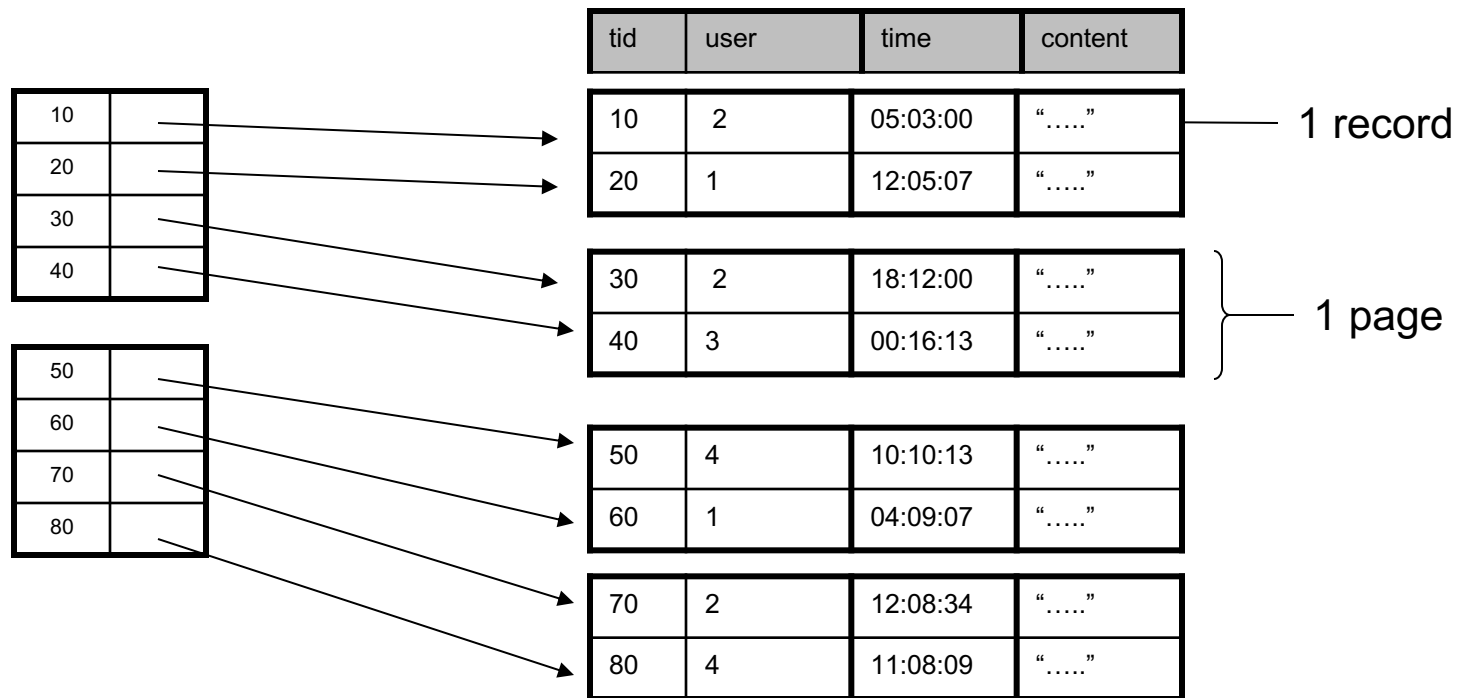 tid user time content
10
20
30
40
10 2 05:03:00 “…..”
20 1 12:05:07 “…..”
1 record
30 2 18:12:00 “…..”
40 3 00:16:13 “…..”
1 page
50
60
70
80
50 4 10:10:13 “…..”
60 1 04:09:07 “…..”
70 2 12:08:34 “…..”
80 4 11:08:09 “…..”